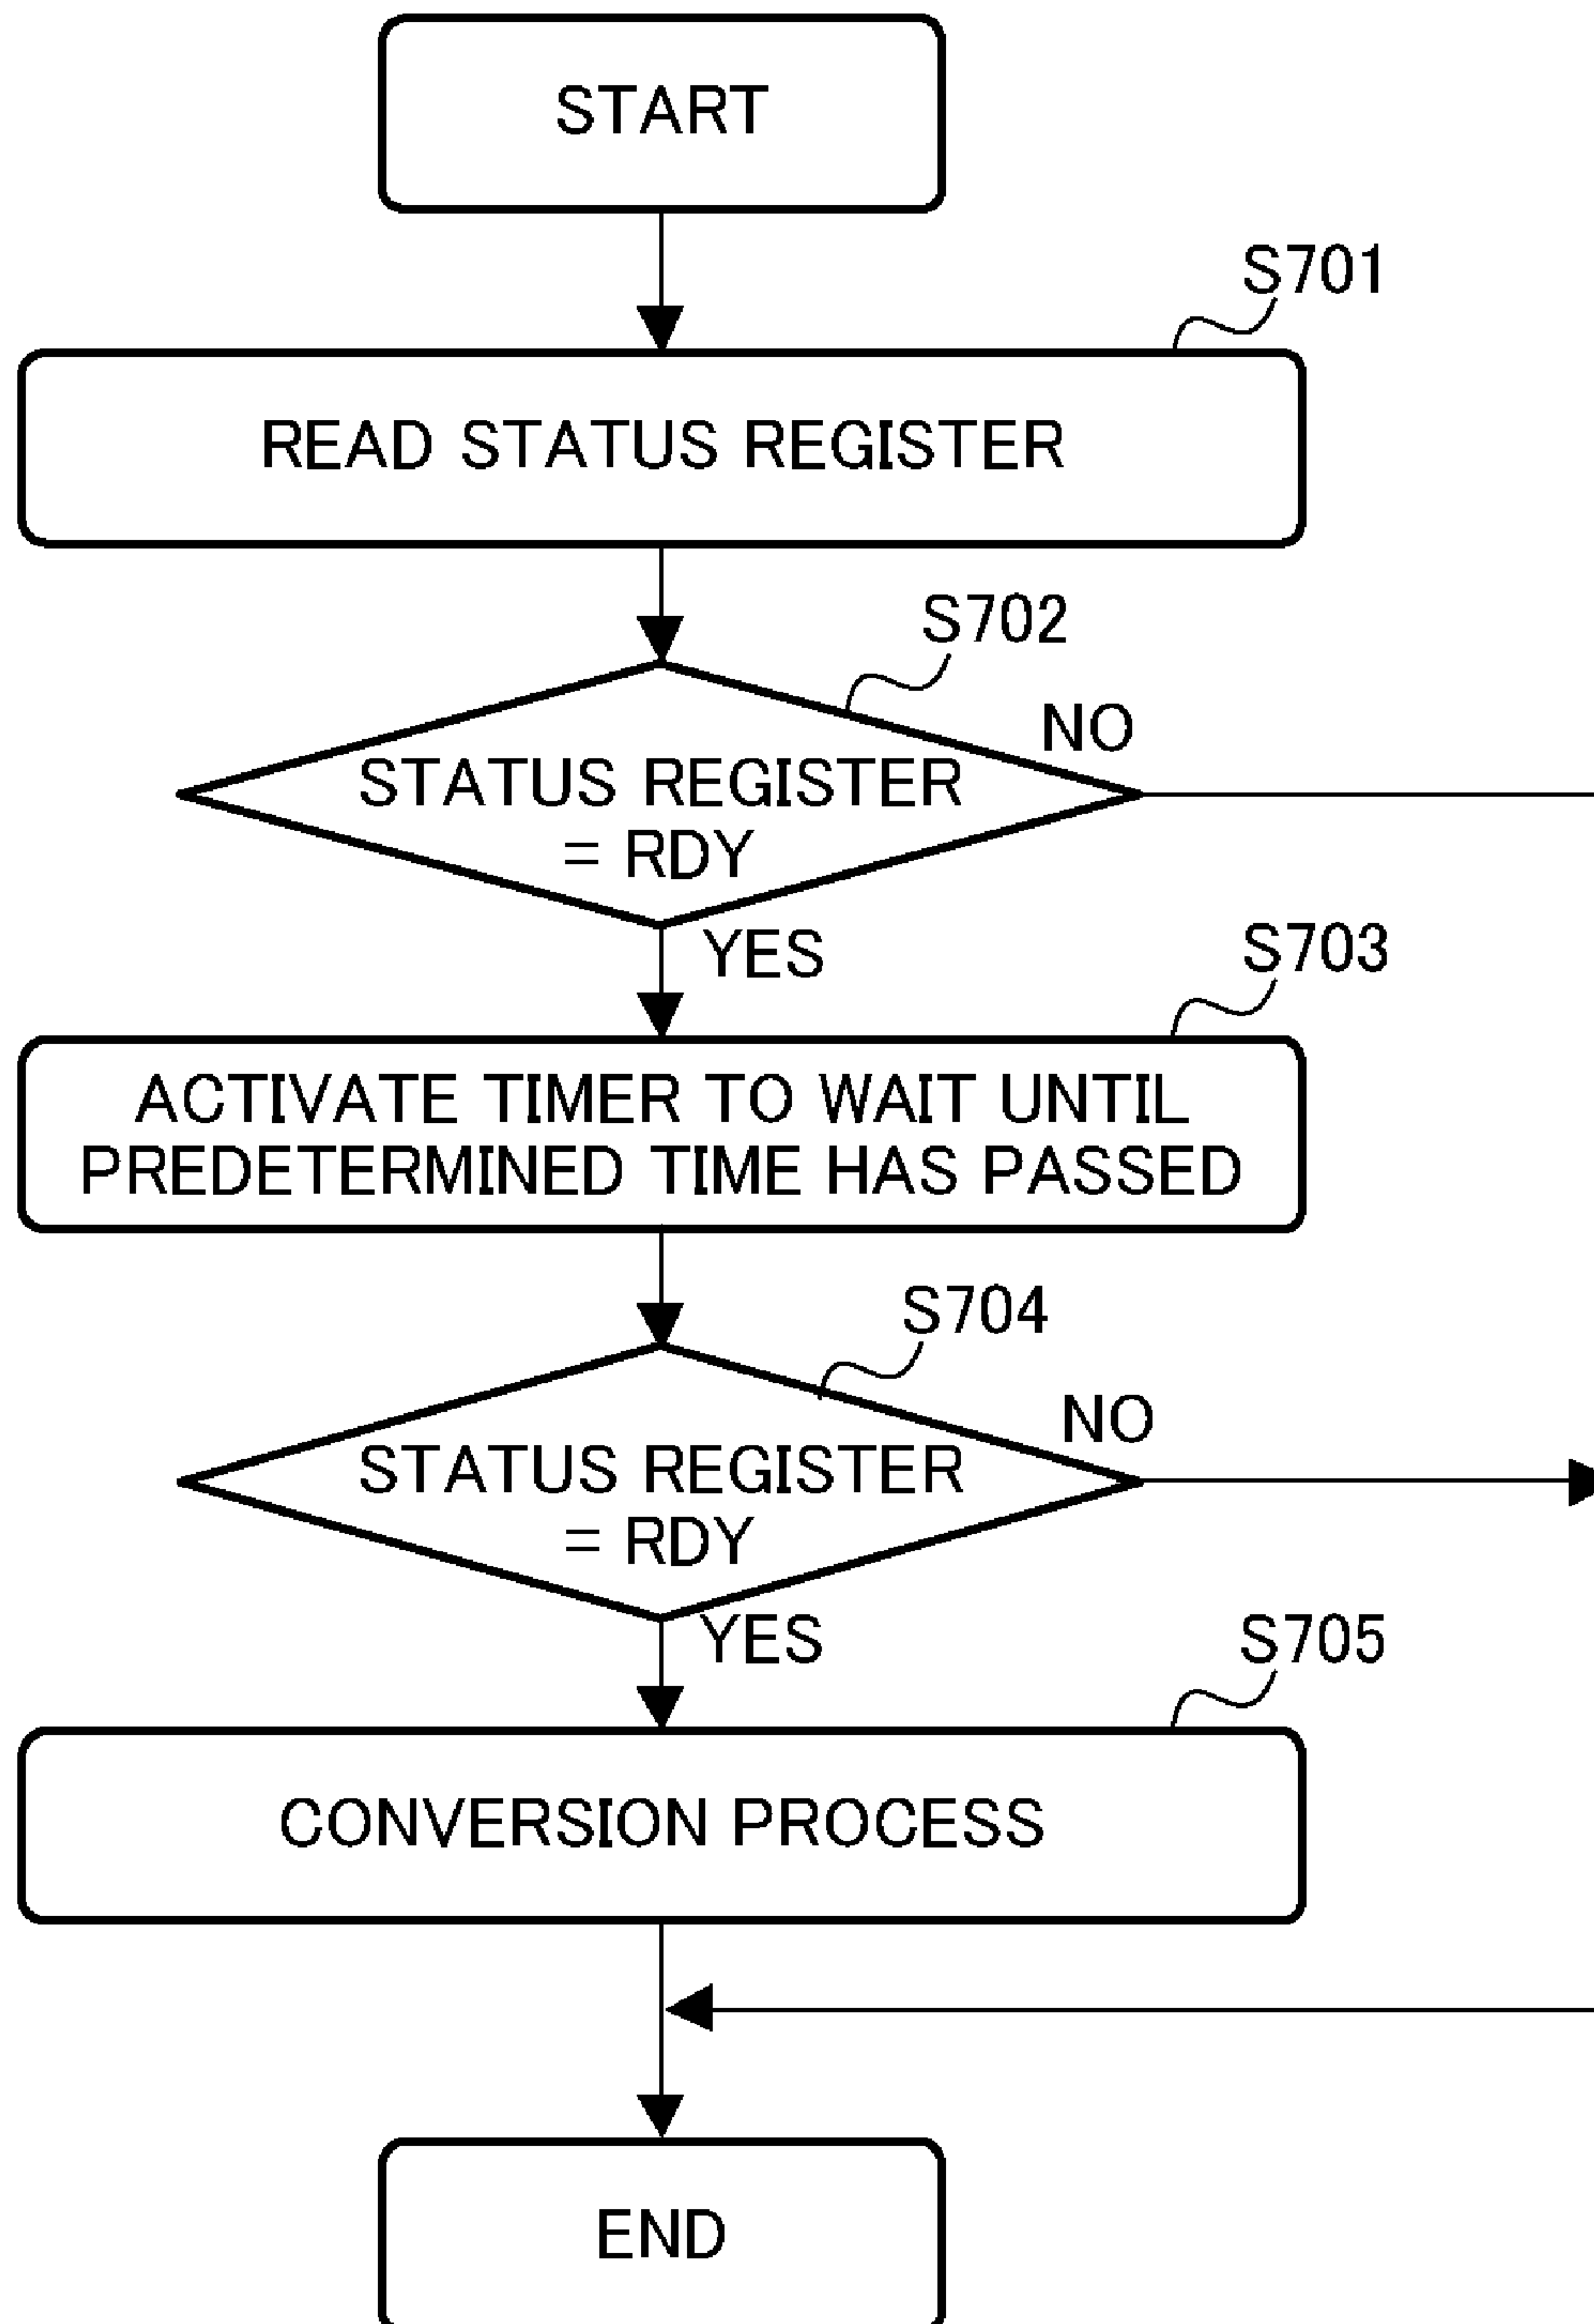 START
S701
READ STATUS REGISTER
S702
NO
STATUS REGISTER
= RDY
YES
S703
ACTIVATE TIMER TO WAIT UNTIL
PREDETERMINED TIME HAS PASSED
S704
NO
STATUS REGISTER
= RDY
YES
S705
CONVERSION PROCESS
END